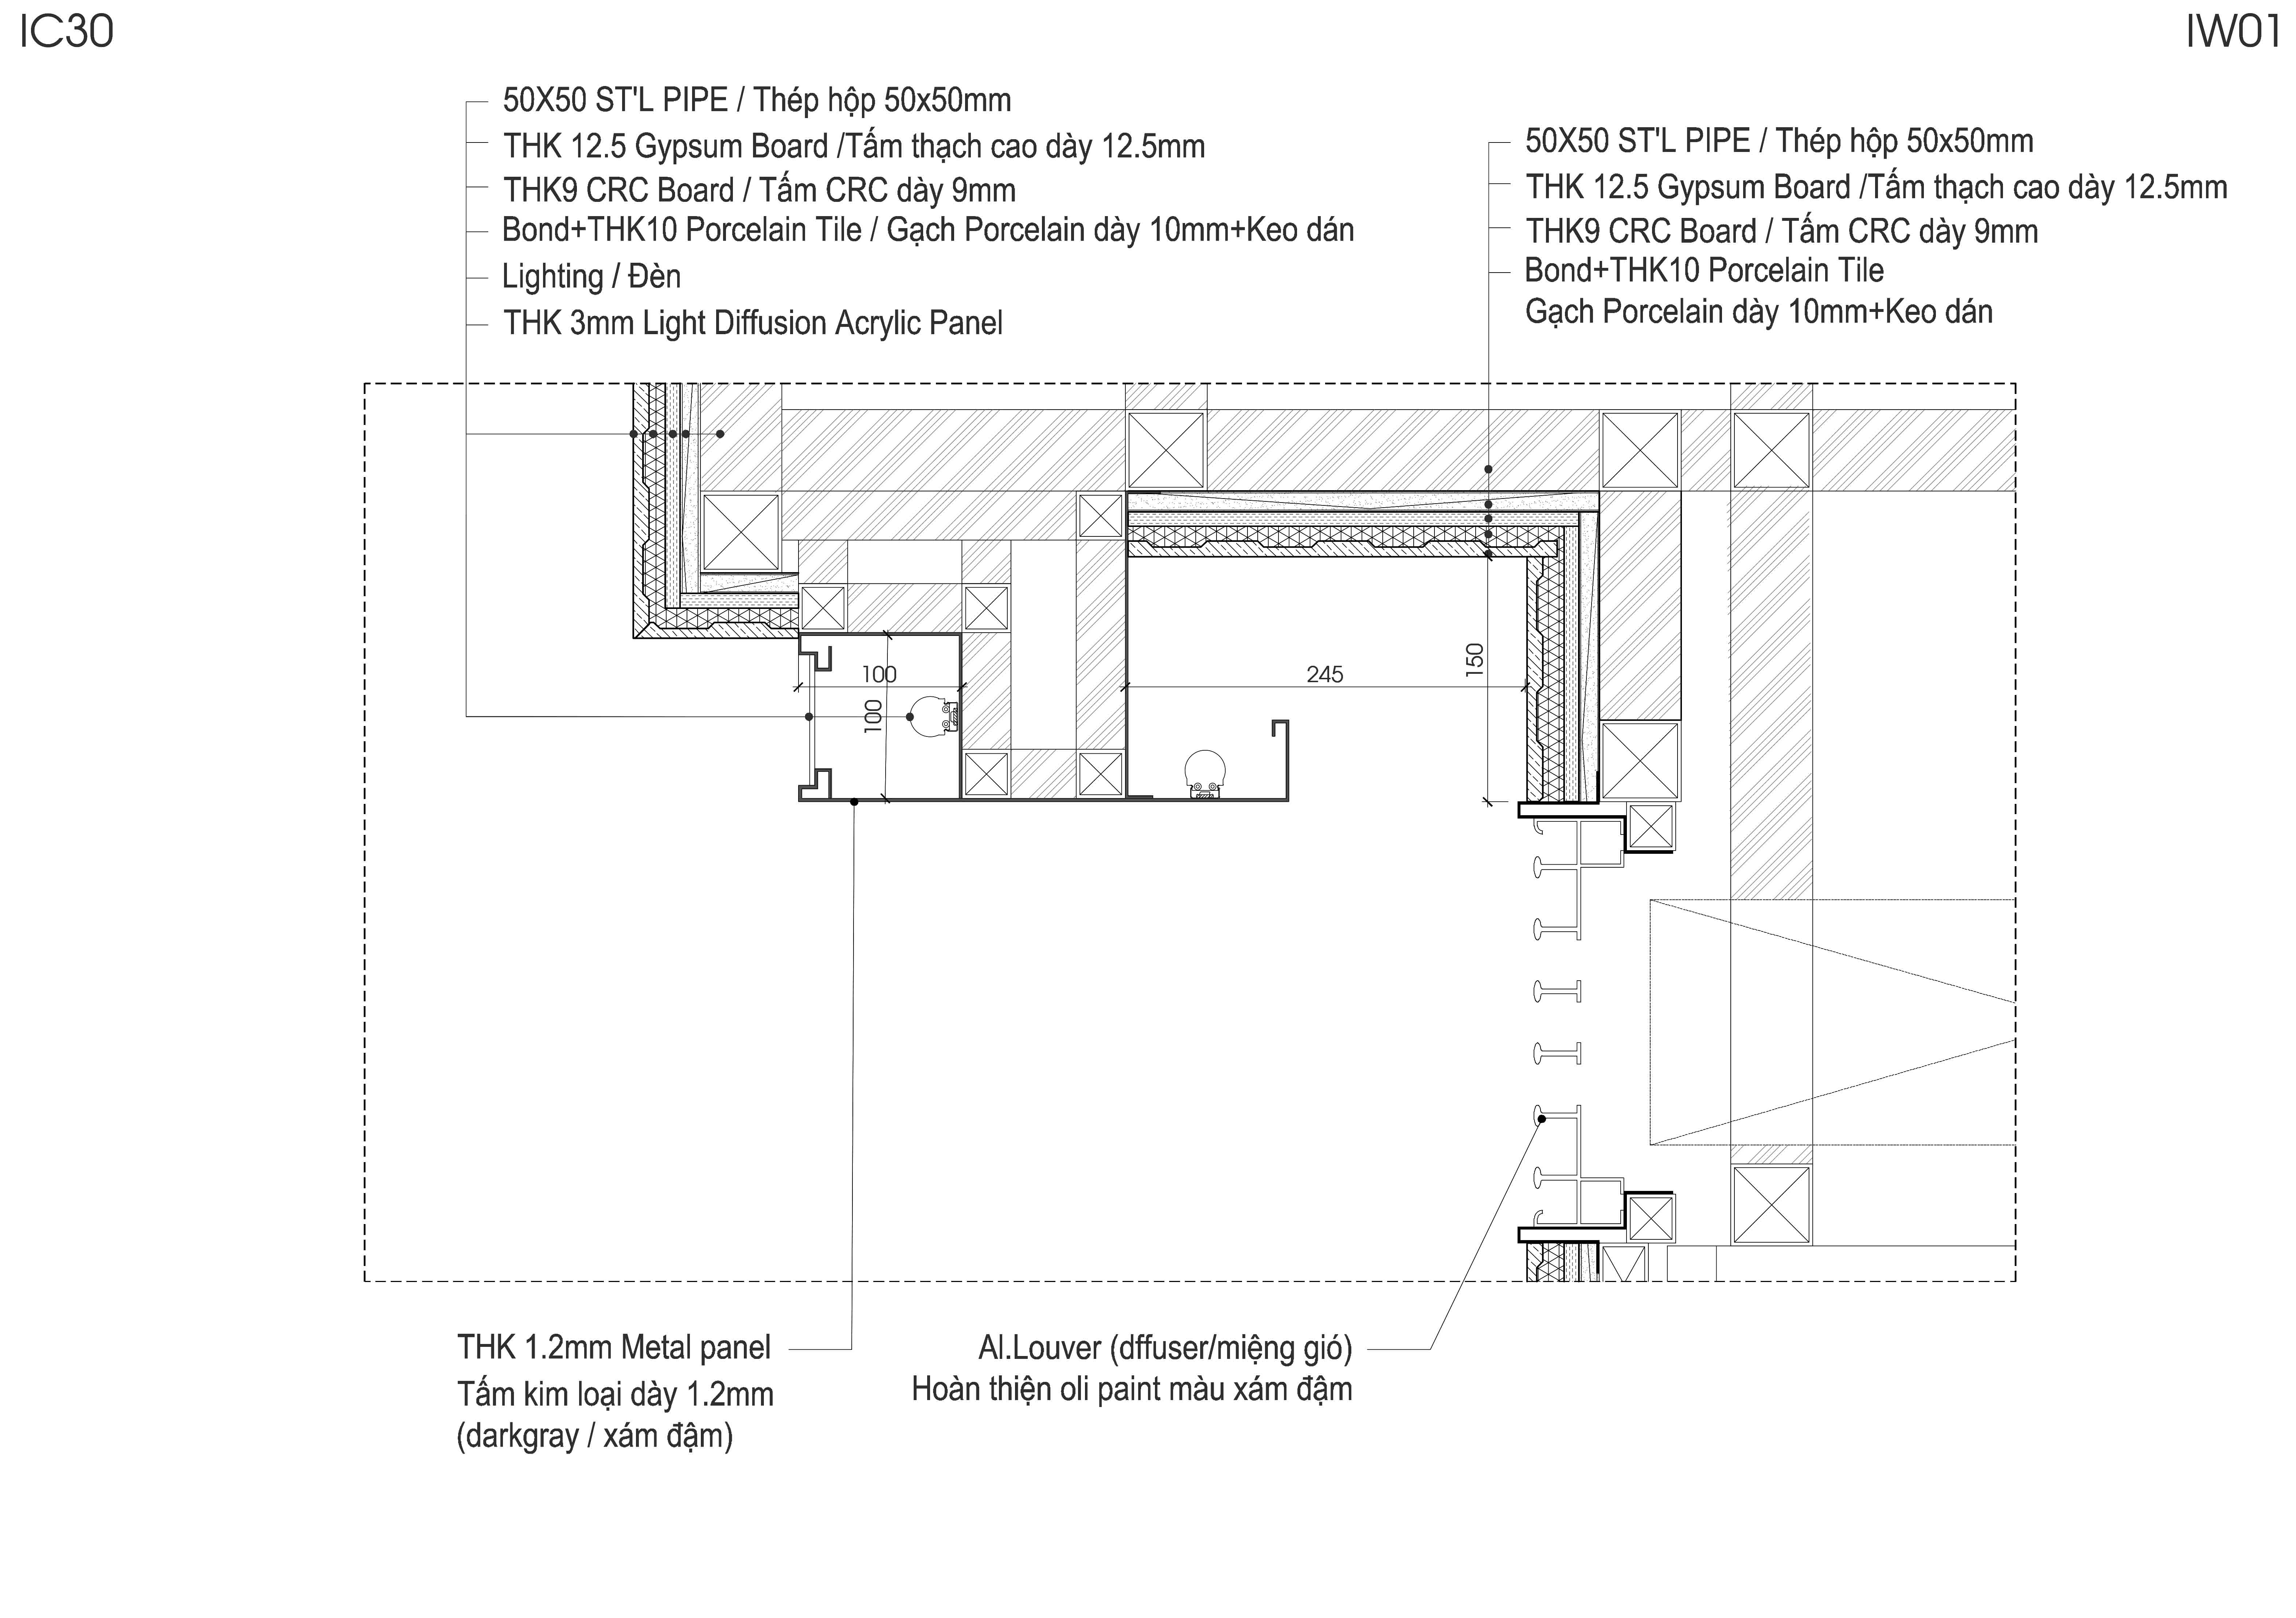 IC30
IW01
50X50 ST'L PIPE / Thép hộp 50x50mm
THK 12.5 Gypsum Board /Tấm thạch cao dày 12.5mm
THK9 CRC Board / Tấm CRC dày 9mm
Bond+THK10 Porcelain Tile / Gạch Porcelain dày 10mm+Keo dán
Lighting / Đèn
THK 3mm Light Diffusion Acrylic Panel
50X50 ST'L PIPE / Thép hộp 50x50mm
THK 12.5 Gypsum Board /Tấm thạch cao dày 12.5mm
THK9 CRC Board / Tấm CRC dày 9mm
Bond+THK10 Porcelain Tile
Gạch Porcelain dày 10mm+Keo dán
100
100
245
150
THK 1.2mm Metal panel
Tấm kim loại dày 1.2mm
(darkgray / xám đậm)
Al.Louver (dffuser/miệng gió)
Hoàn thiện oli paint màu xám đậm